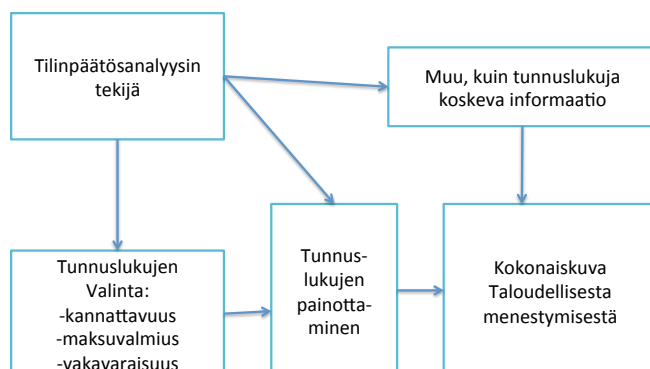 Tilinpäätösanalyysin
tekijä
Muu, kuin tunnuslukuja
koskeva informaatio
Tunnuslukujen
Valinta:
-kannattavuus
-maksuvalmius
-vakavaraisuus
Tunnus-
lukujen
painotta-
minen
Kokonaiskuva
Taloudellisesta
menestymisestä